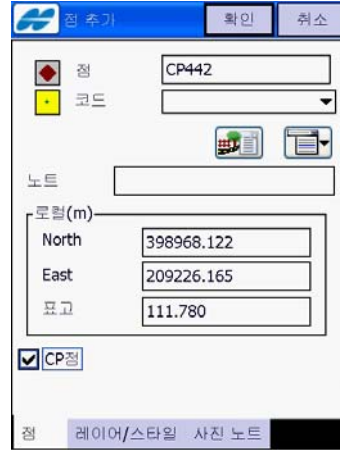 점 추가 확인 취소
점 CP442
코드
노트
로컬(m)
North 398968.122
East 209226.165
표고 111.780
CP점
점 레이어/스타일 사진 노트